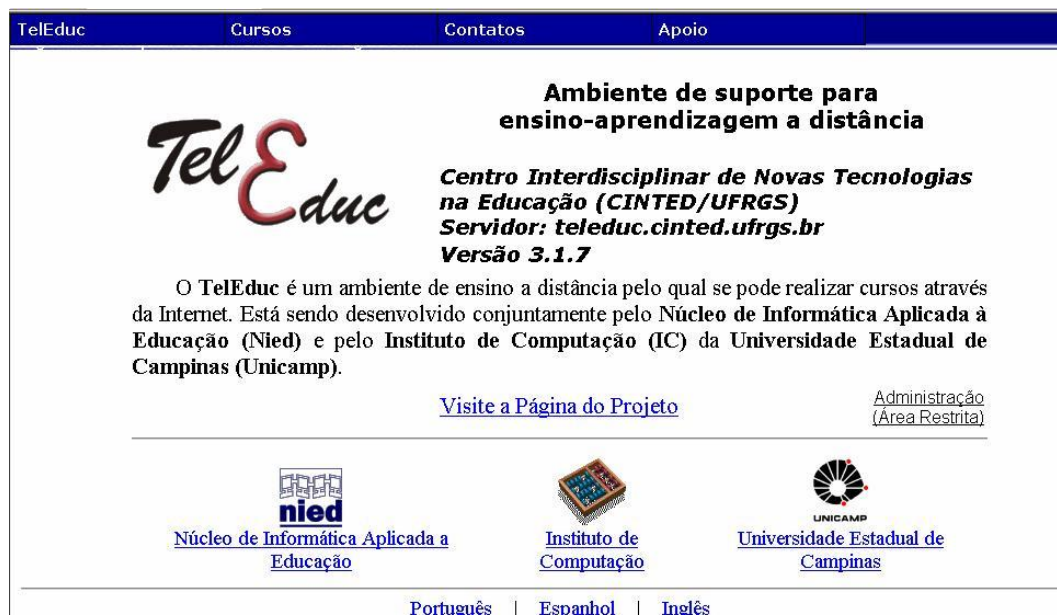 TelEduc Cursos Contatos Apoio
TelEduc
Ambiente de suporte para
ensino-aprendizagem a distância
Centro Interdisciplinar de Novas Tecnologias
na Educação (CINTED/UFRGS)
Servidor: teleduc.cinted.ufrgs.br
Versão 3.1.7
O TelEduc é um ambiente de ensino a distância pelo qual se pode realizar cursos através
da Internet. Está sendo desenvolvido conjuntamente pelo Núcleo de Informática Aplicada à
Educação (Nied) e pelo Instituto de Computação (IC) da Universidade Estadual de
Campinas (Unicamp).
Visite a Página do Projeto
Administração
(Área Restrita)
nied
UNICAMP
Núcleo de Informática Aplicada a
Educação
Instituto de
Computação
Universidade Estadual de
Campinas
Português | Espanhol | Inglês